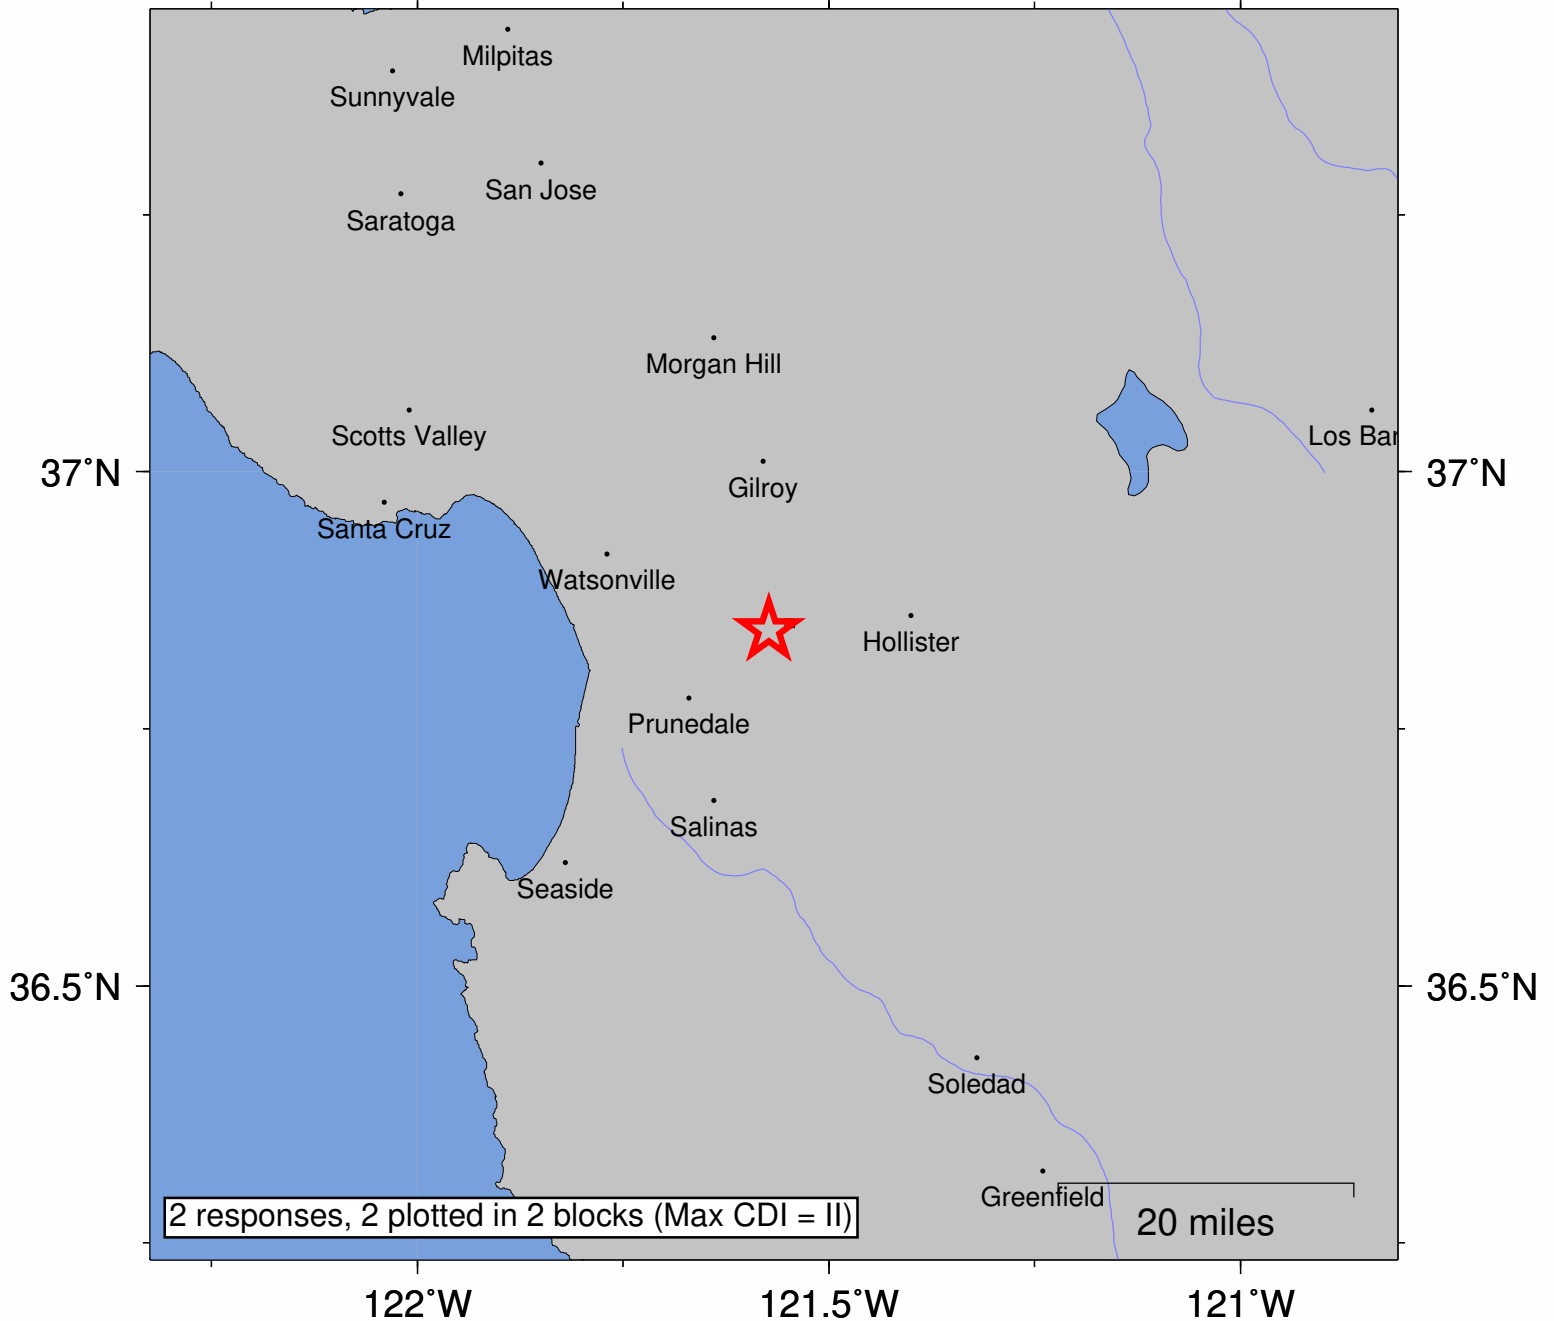 Milpitas
Sunnyvale
San Jose
Saratoga
Morgan Hill
Scotts Valley
Los Bar
37°N
37°N
Gilroy
Santa Cruz
Watsonville
Hollister
Prunedale
Salinas
Seaside
36.5°N
36.5°N
Soledad
Greenfield
2 responses, 2 plotted in 2 blocks (Max CDI = II)
20 miles
122°W
121.5°W
121°W